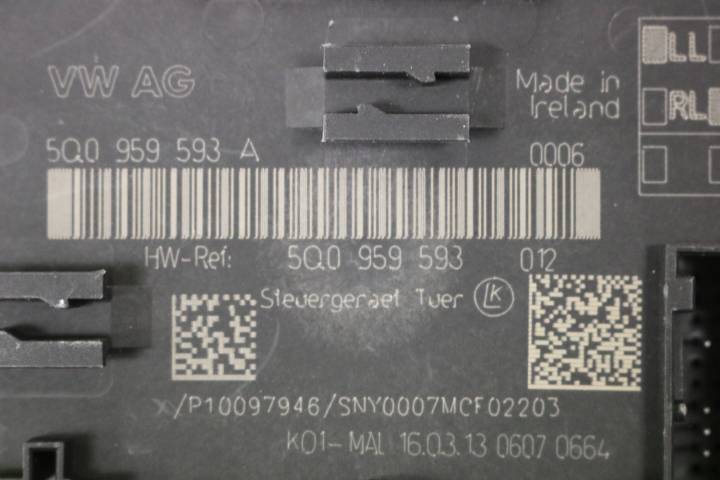 VW AG
Made in
Ireland
LL
RL
5Q0 959 593 A
0006
HW-Ref: 5Q0 959 593 012
Steuergeraet Tuer LK
/P10097946/SNY0007MCF02203
K01-MAL 16.03.13 0607 0664